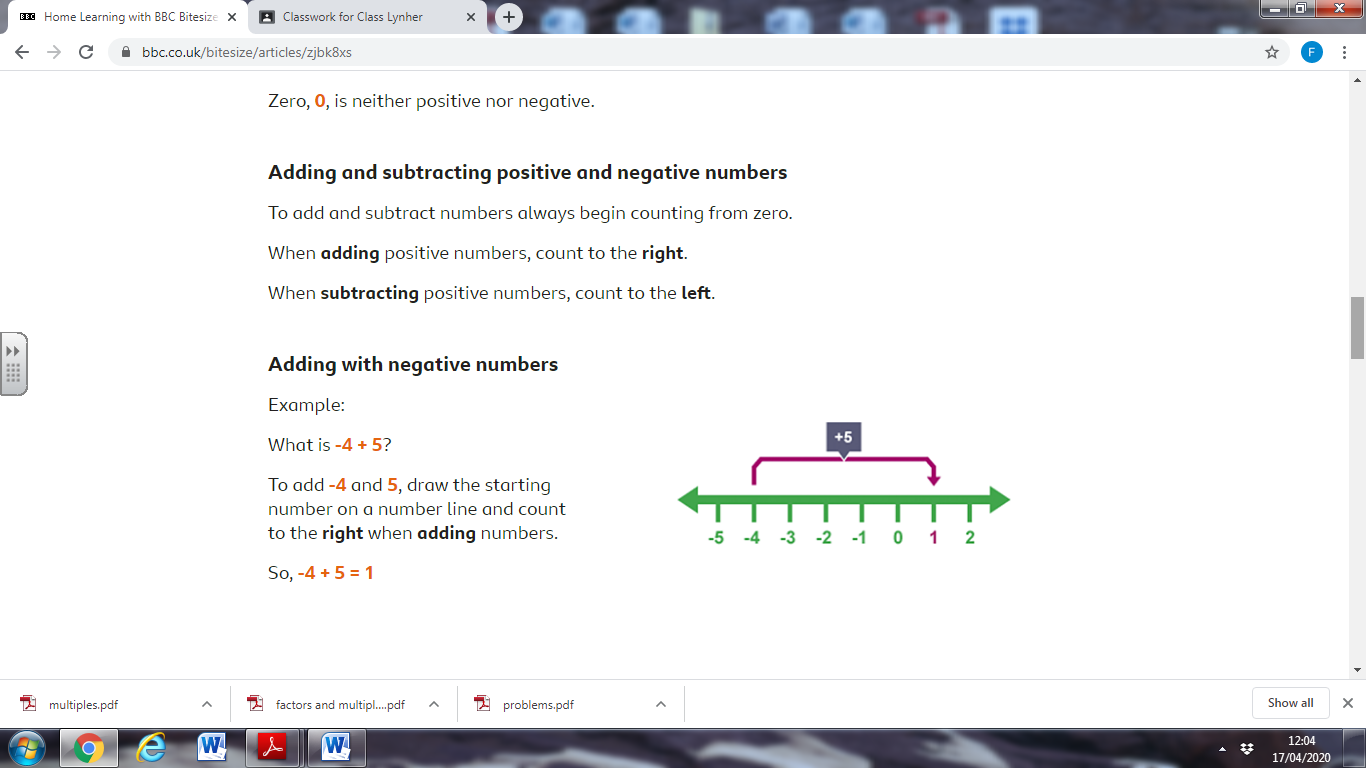 Home Learning with BBC Bitesize
Classwork for Class Lynher
bbc.co.uk/bitesize/articles/zjbk8xs
F
Zero, 0, is neither positive nor negative.
Adding and subtracting positive and negative numbers
To add and subtract numbers always begin counting from zero.
When adding positive numbers, count to the right.
When subtracting positive numbers, count to the left.
Adding with negative numbers
Example:
What is -4 + 5?
To add -4 and 5, draw the starting
number on a number line and count
to the right when adding numbers.
So, -4 + 5 = 1
+5
-5 -4 -3 -2 -1 0 1 2
multiples.pdf
factors and multipl....pdf
problems.pdf
Show all
12:04
17/04/2020